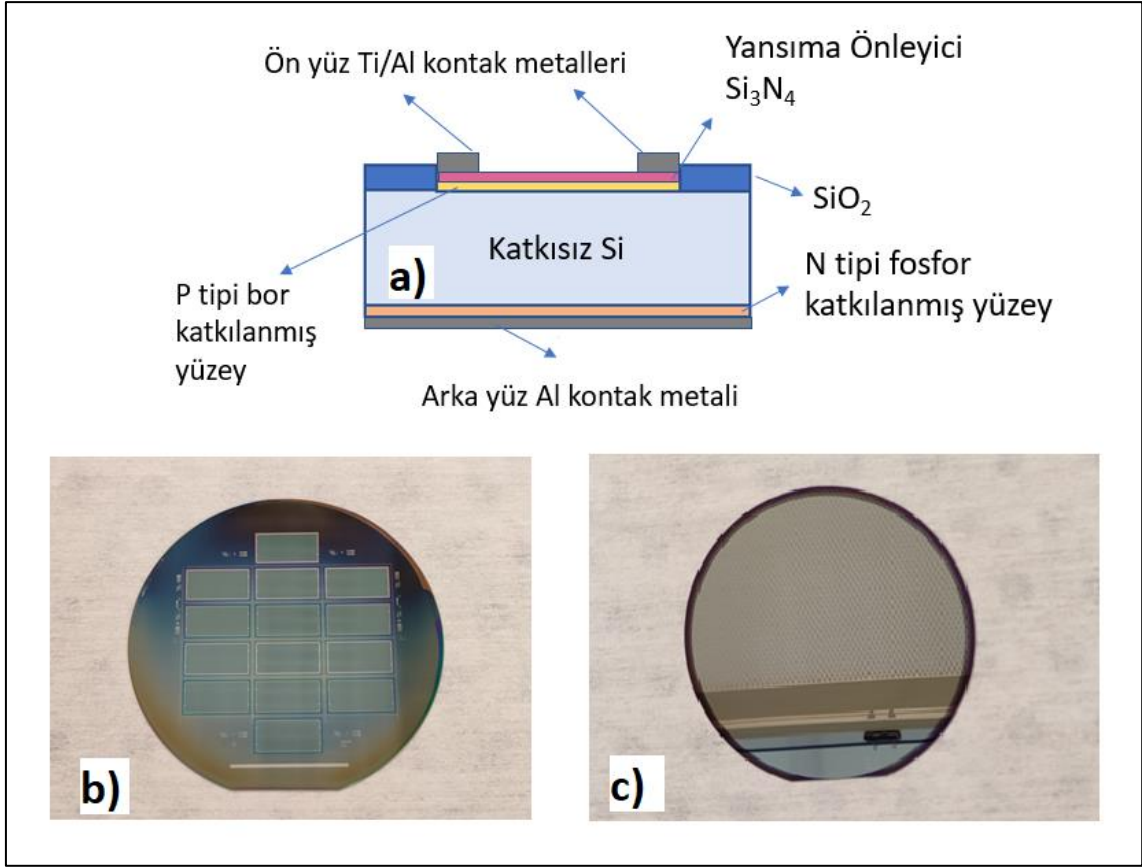 Ön yüz Ti/Al kontak metalleri
Yansıma Önleyici
Si₃N₄
SiO₂
Katkısız Si
a)
P tipi bor
katkılanmış
yüzey
N tipi fosfor
katkılanmış yüzey
Arka yüz Al kontak metali
b)
c)